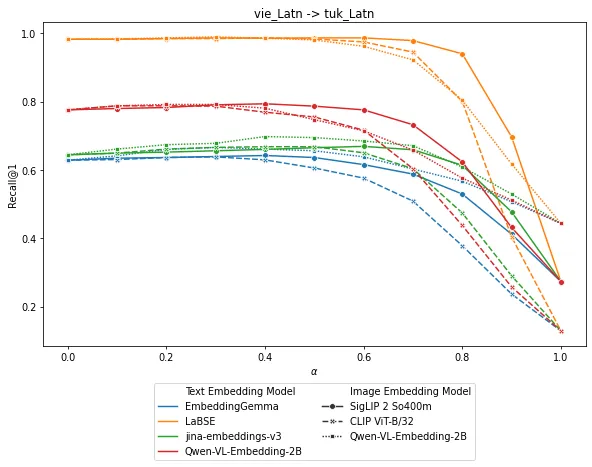 vie_Latn -> tuk_Latn
Recall@1
1.0
0.8
0.6
0.4
0.2
0.0
0.2
0.4
0.6
0.8
1.0
α
Text Embedding Model
EmbeddingGemma
LaBSE
jina-embeddings-v3
Qwen-VL-Embedding-2B
Image Embedding Model
SigLIP 2 So400m
CLIP ViT-B/32
Qwen-VL-Embedding-2B